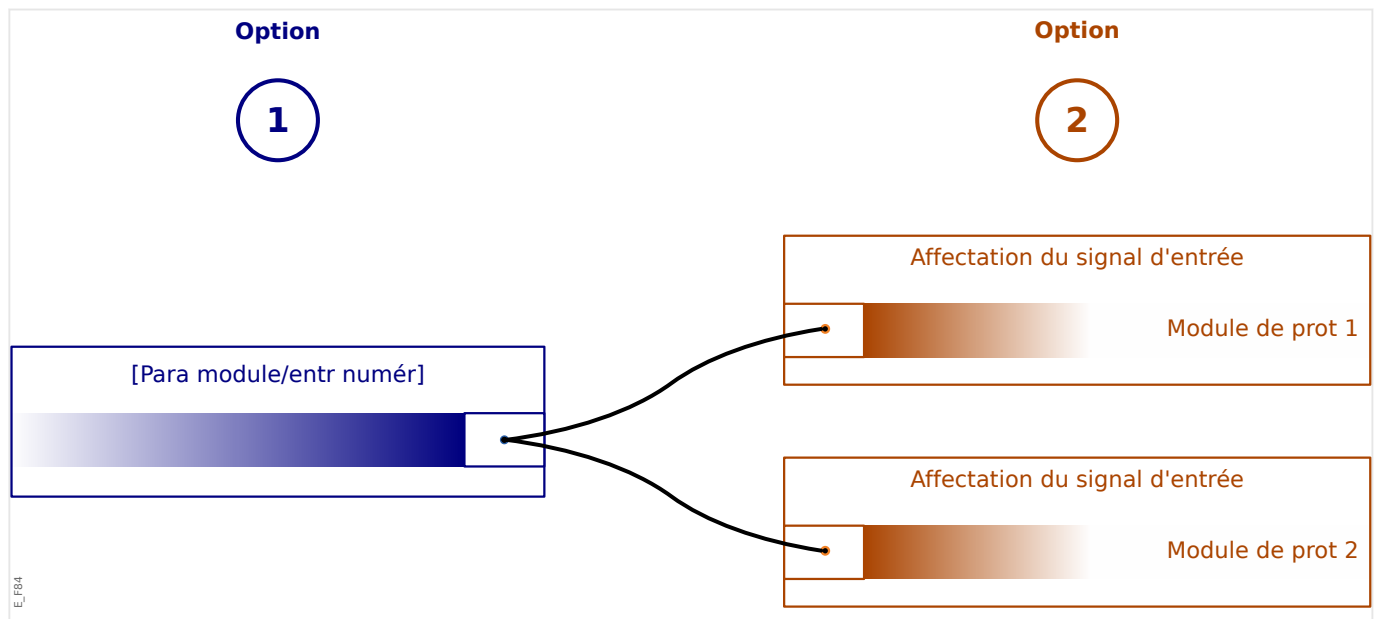 Option
1
[Para module/entr numér]
Option
2
Affectation du signal d'entrée
Module de prot 1
Affectation du signal d'entrée
Module de prot 2
E_F84